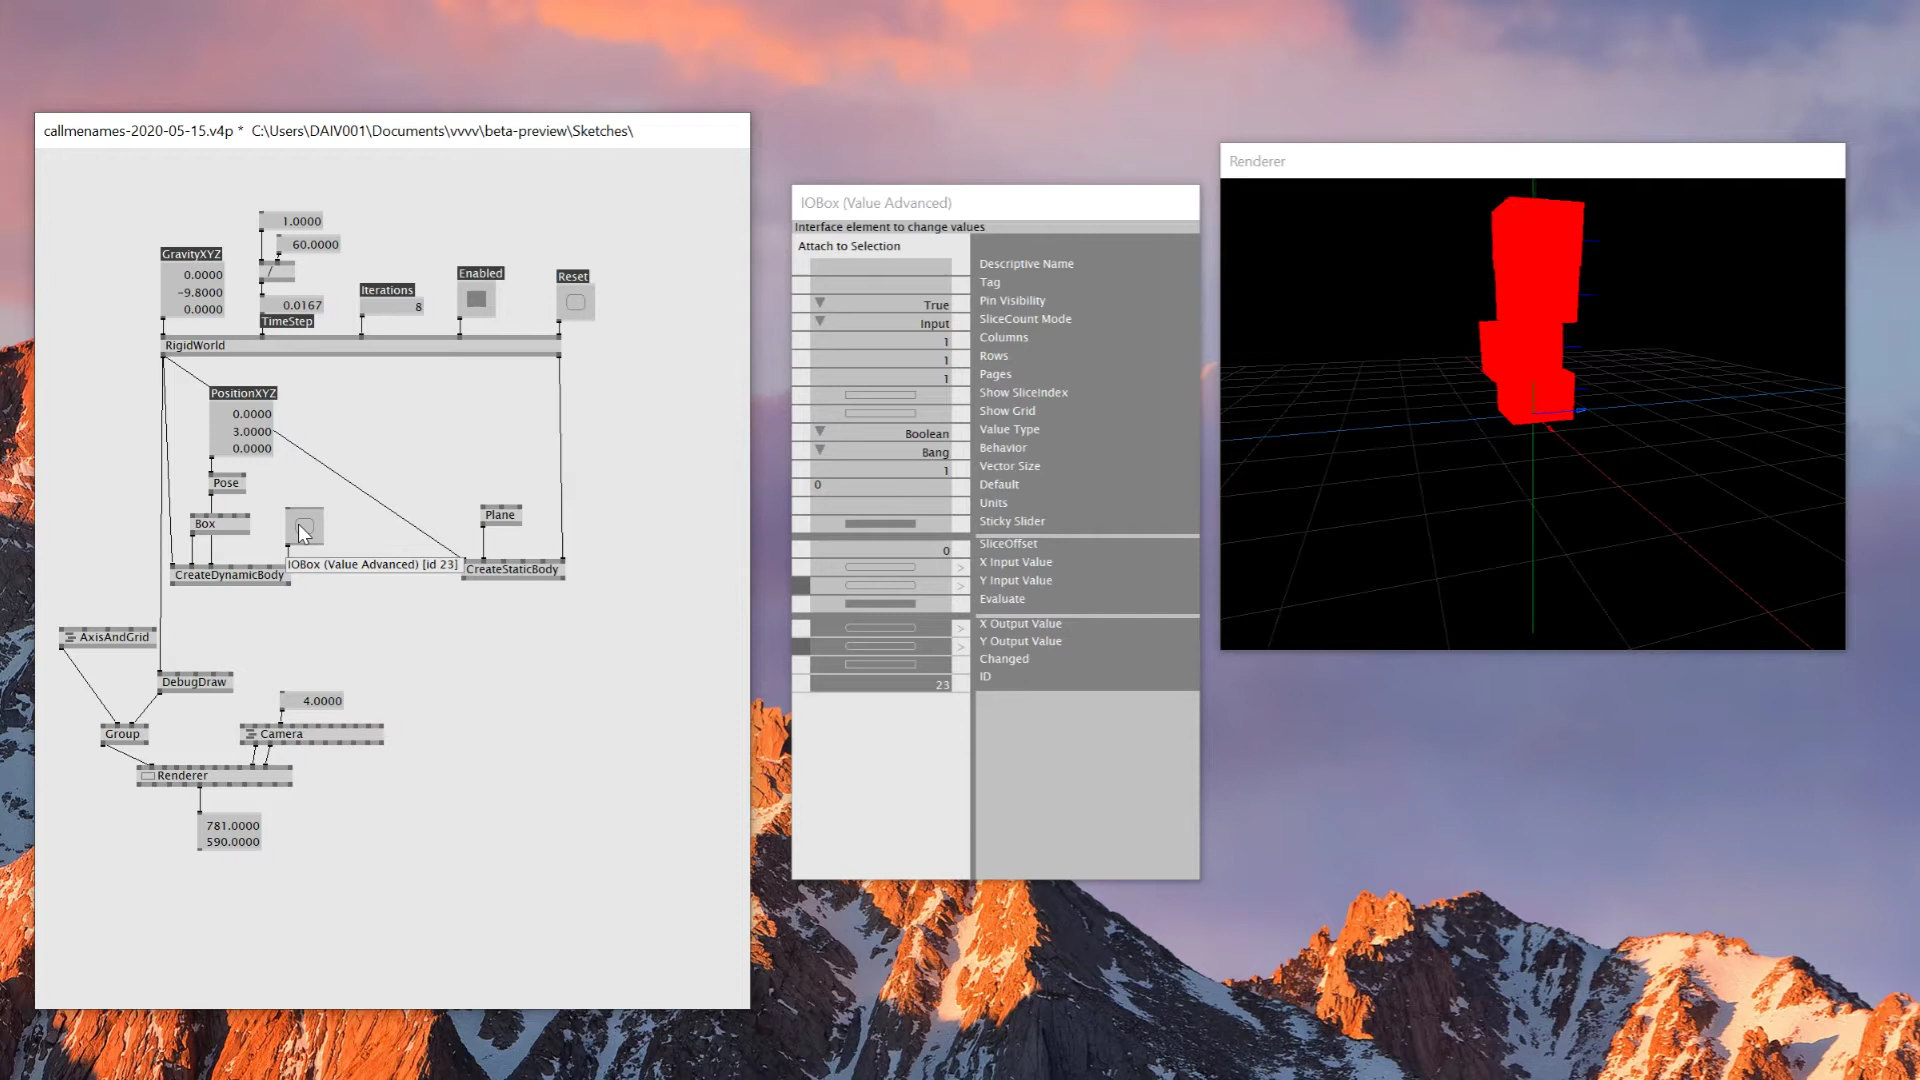 callmenames-2020-05-15.v4p * C:\Users\DAIV001\Documents\vvvv\beta-preview\Sketches\
1.0000
60.0000
GravityXYZ
0.0000
-9.8000
0.0000
/
0.0167
TimeStep
Iterations
8
Enabled
Reset
RigidWorld
PositionXYZ
0.0000
3.0000
0.0000
Pose
Box
Plane
IOBox (Value Advanced) [id 23]
CreateDynamicBody
CreateStaticBody
AxisAndGrid
DebugDraw
4.0000
Group
Camera
Renderer
781.0000
590.0000
IOBox (Value Advanced)
Interface element to change values
Attach to Selection
Descriptive Name
Tag
True Pin Visibility
Input SliceCount Mode
1 Columns
1 Rows
1 Pages
Show SliceIndex
Show Grid
Boolean Value Type
Bang Behavior
1 Vector Size
0 Default
Units
Sticky Slider
0 SliceOffset
> X Input Value
> Y Input Value
Evaluate
> X Output Value
> Y Output Value
Changed
23 ID
Renderer